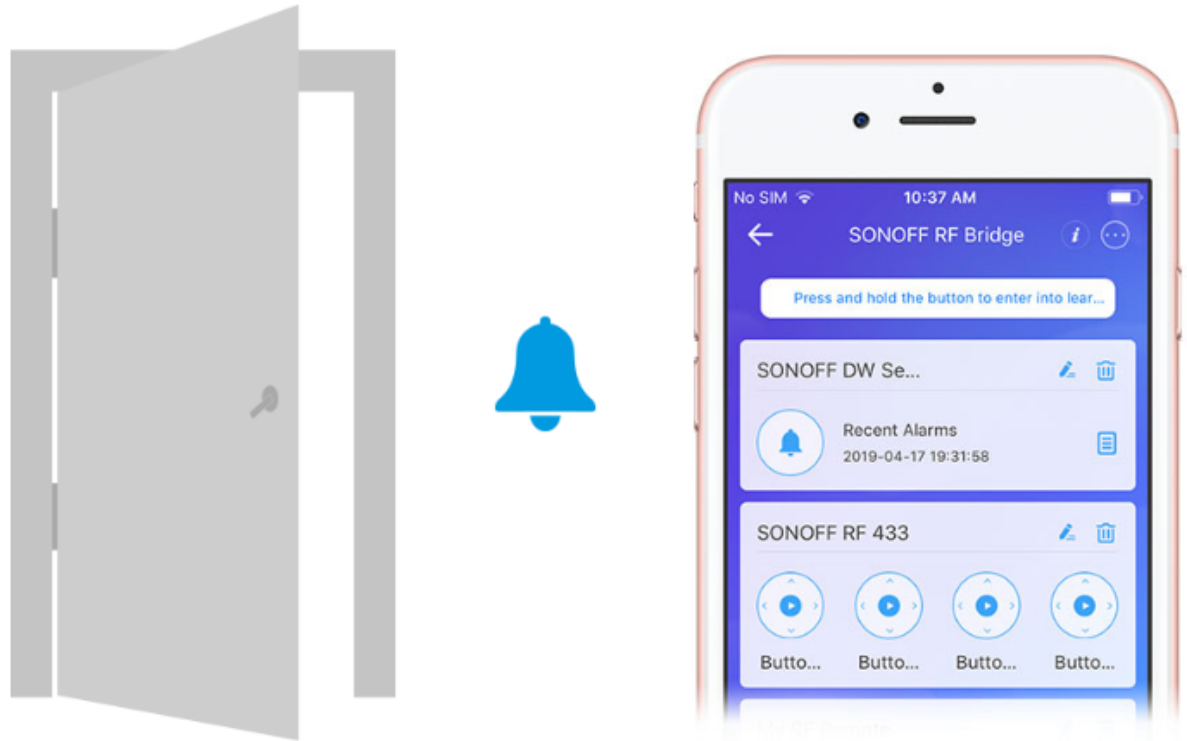 No SIM 10:37 AM
SONOFF RF Bridge i
Press and hold the button to enter into lear...
SONOFF DW Se...
Recent Alarms
2019-04-17 19:31:58
SONOFF RF 433
Butto... Butto... Butto... Butto...